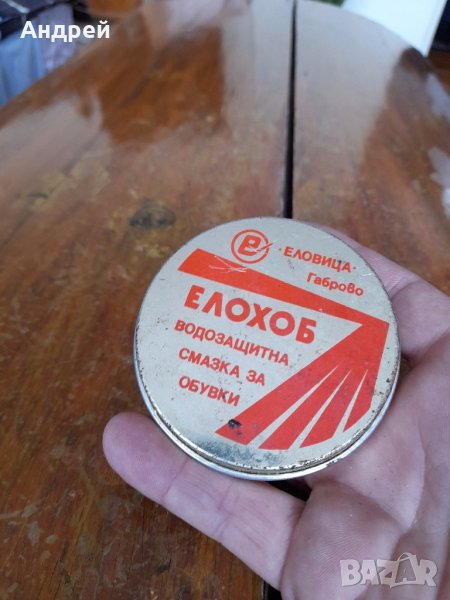 Андрей
е
·ЕЛОВИЦА·
Габрово
ЕЛОХОБ
ВОДОЗАЩИТНА
СМАЗКА ЗА
ОБУВКИ
BAZAR